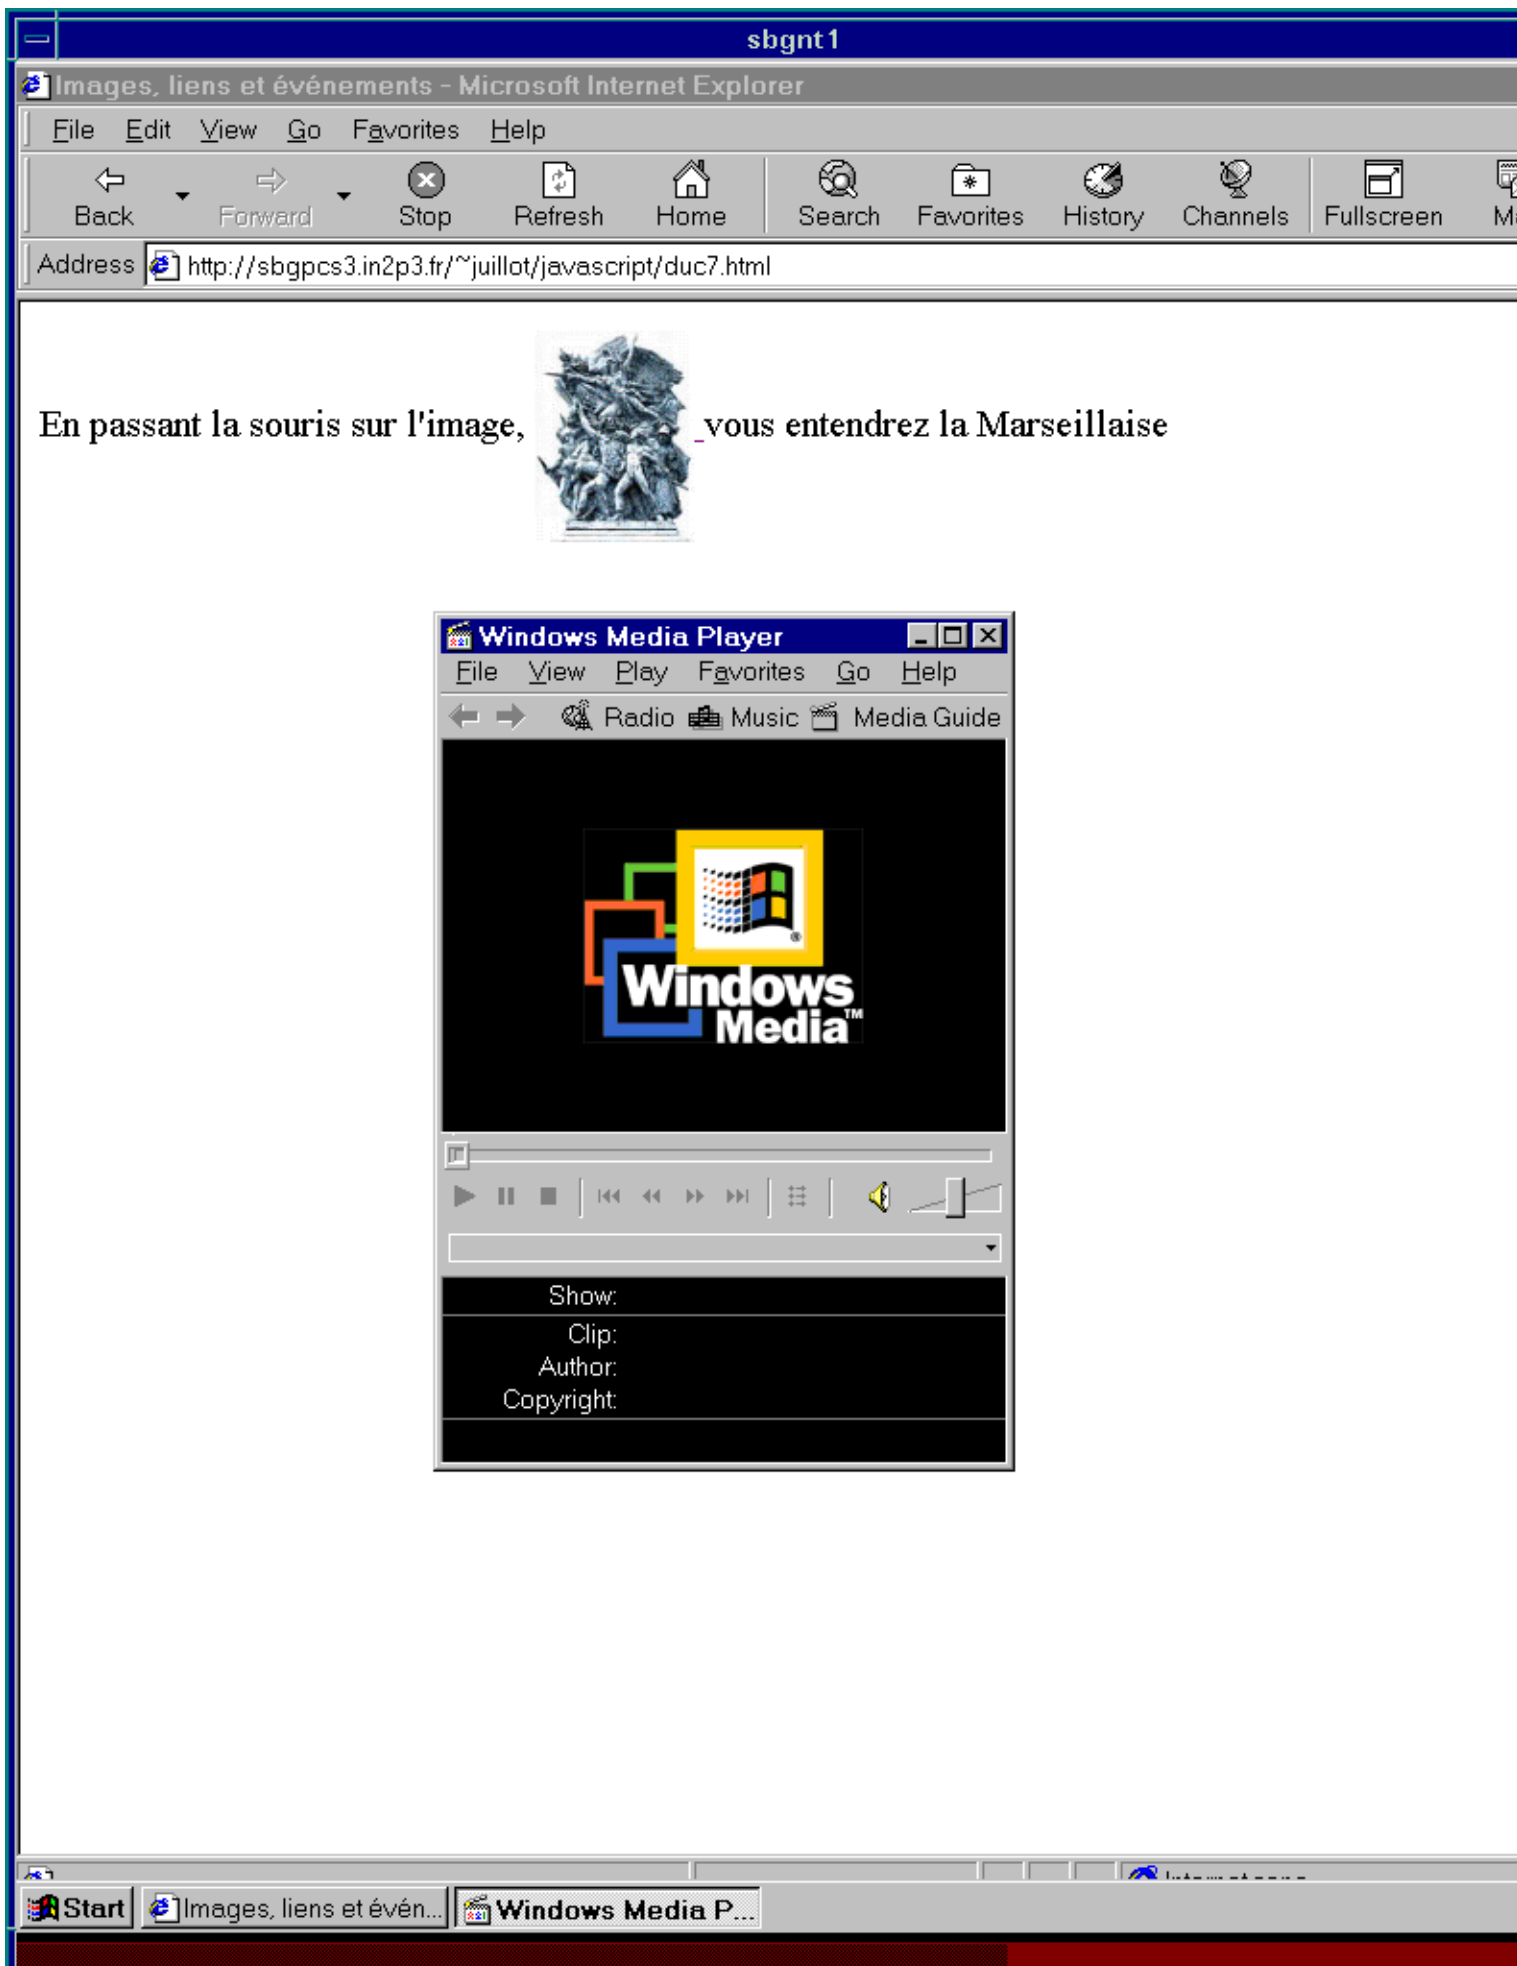 sbgnt1
Images, liens et événements - Microsoft Internet Explorer
File Edit View Go Favorites Help
Back Forward Stop Refresh Home Search Favorites History Channels Fullscreen
Address http://sbgpcs3.in2p3.fr/~juillot/javascript/duc7.html
En passant la souris sur l'image, vous entendrez la Marseillaise
Windows Media Player
File View Play Favorites Go Help
Radio Music Media Guide
Windows
Media™
Show:
Clip:
Author:
Copyright:
Start Images, liens et évén... Windows Media P...